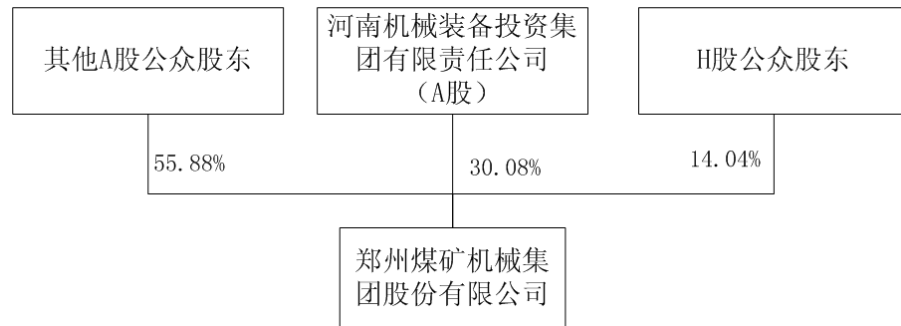 其他A股公众股东
河南机械装备投资集
团有限责任公司
（A股）
H股公众股东
55.88%
30.08%
14.04%
郑州煤矿机械集
团股份有限公司